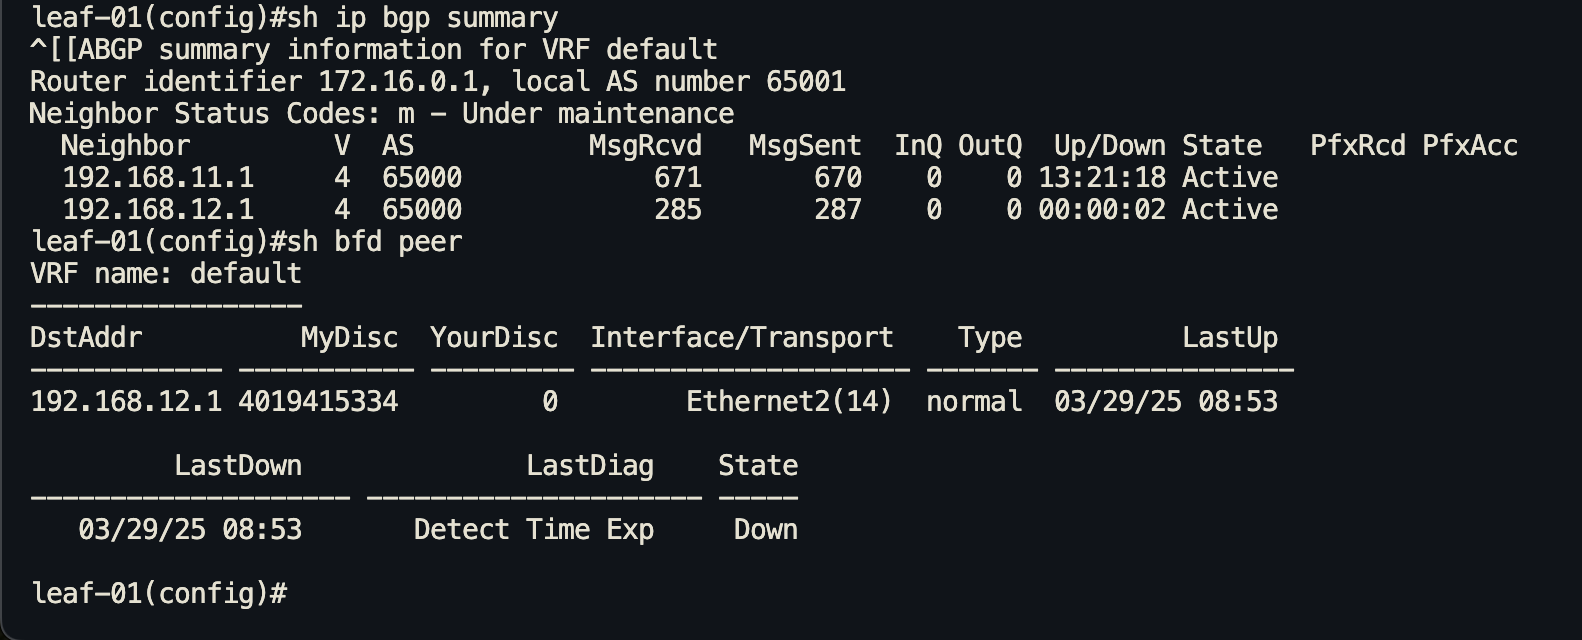 leaf-01(config)#sh ip bgp summary
^[[ABGP summary information for VRF default
Router identifier 172.16.0.1, local AS number 65001
Neighbor Status Codes: m - Under maintenance
  Neighbor         V  AS           MsgRcvd   MsgSent  InQ OutQ  Up/Down State   PfxRcd PfxAcc
  192.168.11.1     4  65000            671       670    0    0 13:21:18 Active
  192.168.12.1     4  65000            285       287    0    0 00:00:02 Active
leaf-01(config)#sh bfd peer
VRF name: default
-----------------
DstAddr          MyDisc  YourDisc  Interface/Transport    Type          LastUp
------------ ----------- --------- -------------------- ------- ---------------
192.168.12.1 4019415334         0        Ethernet2(14)  normal  03/29/25 08:53
         LastDown              LastDiag    State
-------------------- --------------------- -----
   03/29/25 08:53       Detect Time Exp     Down
leaf-01(config)#